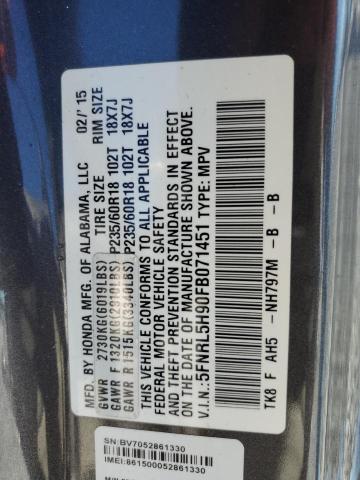 MFD. BY HONDA MFG. OF ALABAMA, LLC 02/'15
GVWR 2730KG(6019LBS) TIRE SIZE RIM SIZE
GAWR F 1320KG(2910LBS) P235/60R18 102T 18X7J
GAWR R 1515KG(3340LBS) P235/60R18 102T 18X7J
THIS VEHICLE CONFORMS TO ALL APPLICABLE
FEDERAL MOTOR VEHICLE SAFETY
AND THEFT PREVENTION STANDARDS IN EFFECT
ON THE DATE OF MANUFACTURE SHOWN ABOVE.
V.I.N.: 5FNRL5H90FB071451 TYPE: MPV
TK8 F AH5 -NH797M -B -B
SN:BV7052861330
IMEI:861500052861330